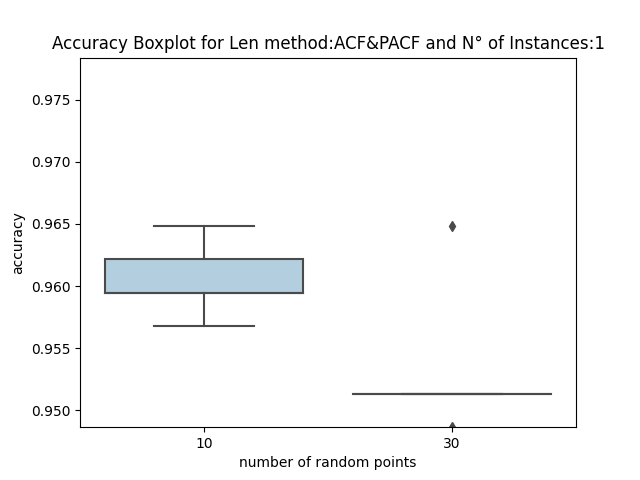 Accuracy Boxplot for Len method:ACF&PACF and N° of Instances:1
0.975
0.970
0.965
0.960
0.955
0.950
accuracy
10 30
number of random points